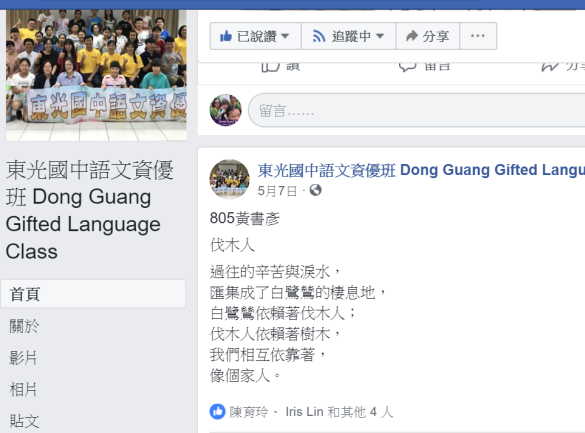 已說讚
追蹤中
分享
讚
留言
留言……
東光國中語文資優
東光國中語文資優
班 Dong Guang
Gifted Language
Class
首頁
關於
影片
相片
貼文
東光國中語文資優班 Dong Guang Gifted Langu
5月7日
805黃書彥
伐木人
過往的辛苦與淚水，
匯集成了白鷺鷥的棲息地，
白鷺鷥依賴著伐木人；
伐木人依賴著樹木，
我們相互依靠著，
像個家人。
陳育玲、 Iris Lin 和其他 4 人